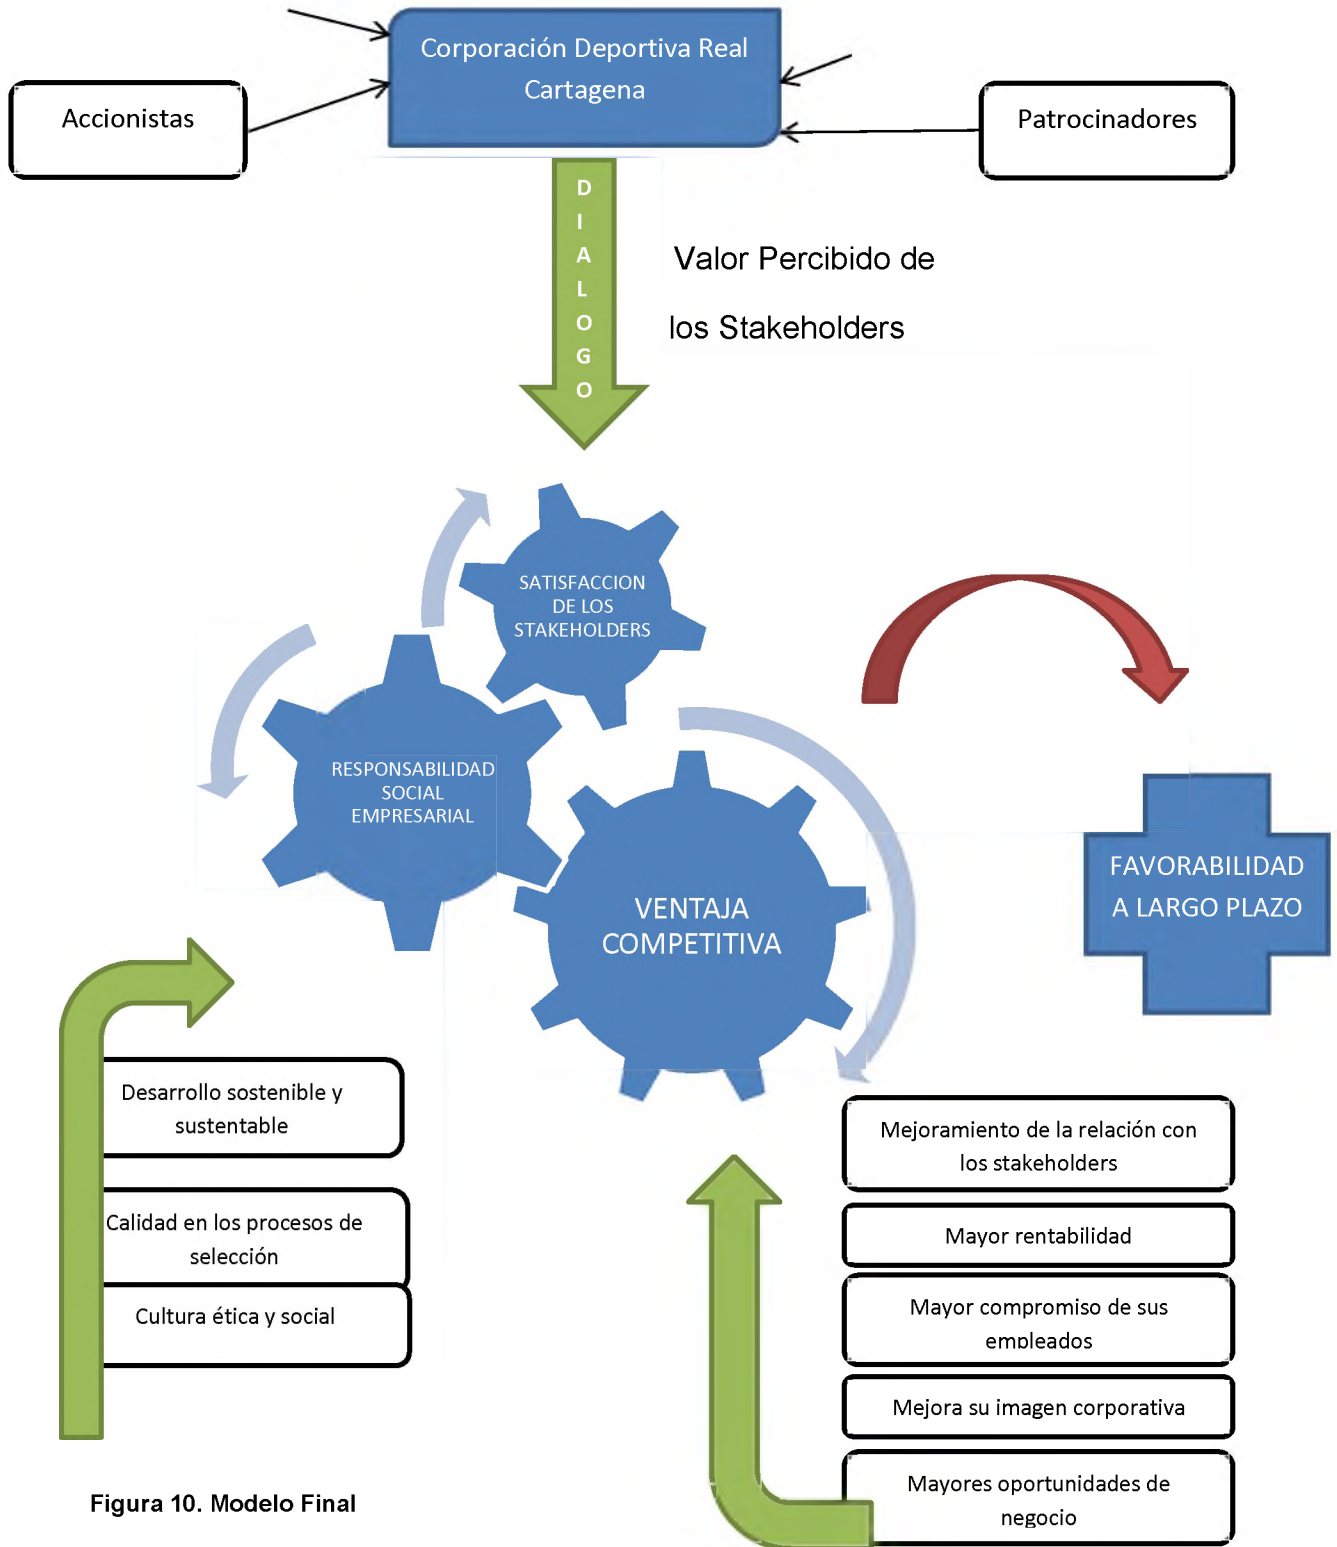 Corporación Deportiva Real
Cartagena
Accionistas
Patrocinadores
D
I
A
L
O
G
O
Valor Percibido de
los Stakeholders
SATISFACCION
DE LOS
STAKEHOLDERS
RESPONSABILIDAD
SOCIAL
EMPRESARIAL
VENTAJA
COMPETITIVA
FAVORABILIDAD
A LARGO PLAZO
Desarrollo sostenible y
sustentable
Calidad en los procesos de
selección
Cultura ética y social
Mejoramiento de la relación con
los stakeholders
Mayor rentabilidad
Mayor compromiso de sus
empleados
Mejora su imagen corporativa
Mayores oportunidades de
negocio
Figura 10. Modelo Final